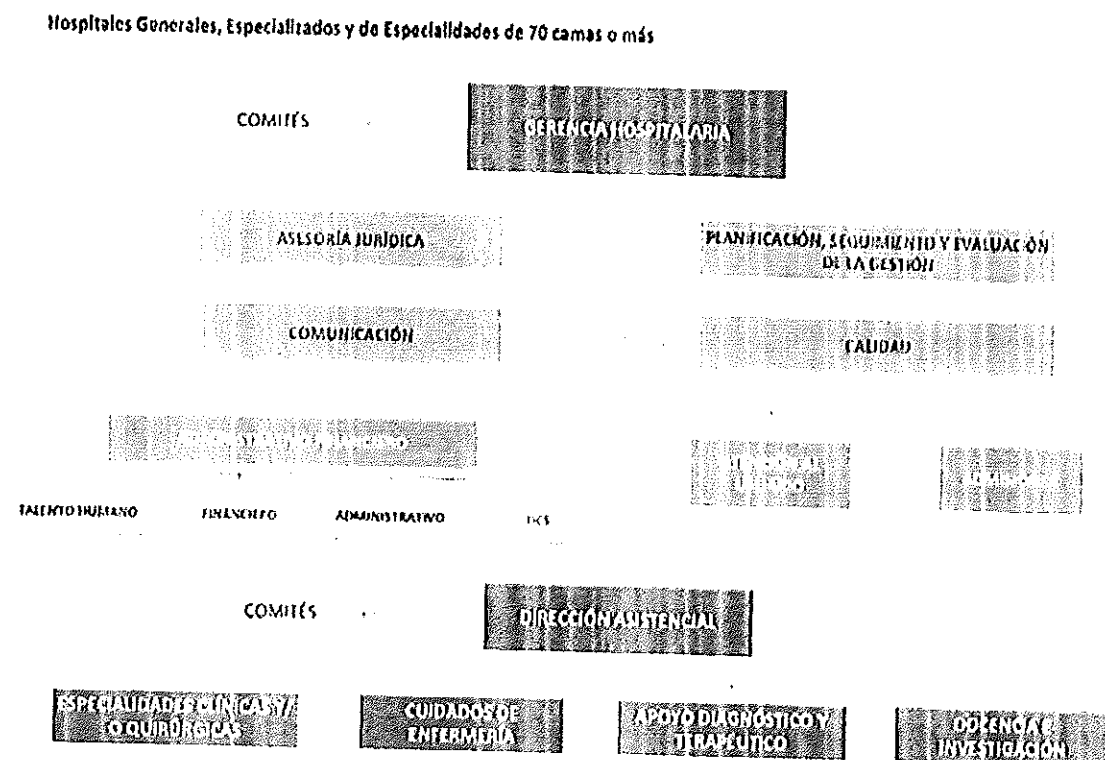 Hospitales Generales, Especializados y de Especialidades de 70 camas o más
COMITÉS
GERENCIA HOSPITALARIA
ASESORÍA JURÍDICA
PLANIFICACIÓN, SEGUIMIENTO Y EVALUACIÓN
DE LA GESTIÓN
COMUNICACIÓN
CALIDAD
TALENTO HUMANO
FINANCIERO
ADMINISTRATIVO
TICS
COMITÉS
DIRECCIÓN ASISTENCIAL
ESPECIALIDADES CLÍNICAS Y/
O QUIRÚRGICAS
CUIDADOS DE
ENFERMERÍA
APOYO DIAGNÓSTICO Y
TERAPÉUTICO
DOCENCIA E
INVESTIGACIÓN